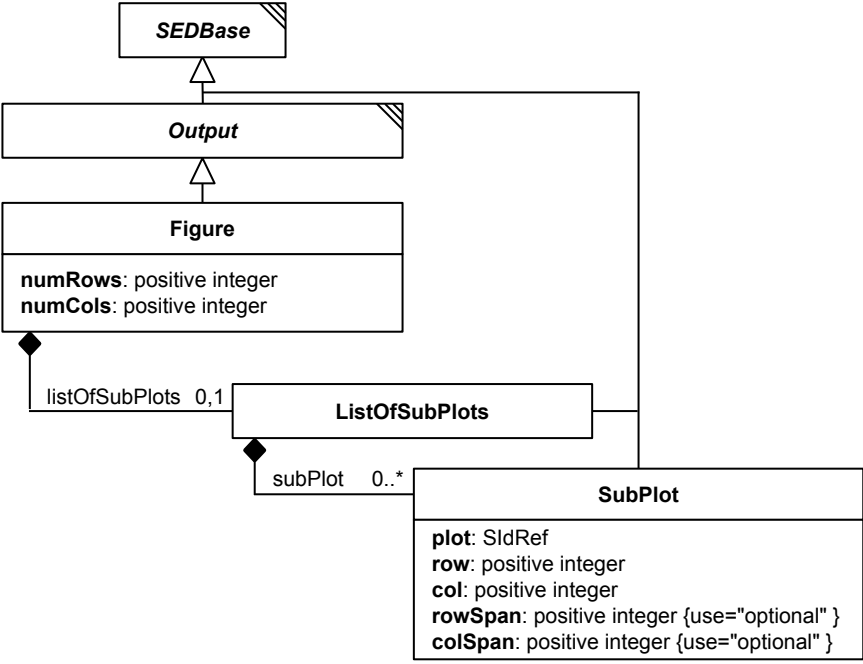 SEDBase
Output
Figure
numRows: positive integer
numCols: positive integer
listOfSubPlots 0,1
ListOfSubPlots
subPlot 0..*
SubPlot
plot: SIdRef
row: positive integer
col: positive integer
rowSpan: positive integer {use="optional" }
colSpan: positive integer {use="optional" }